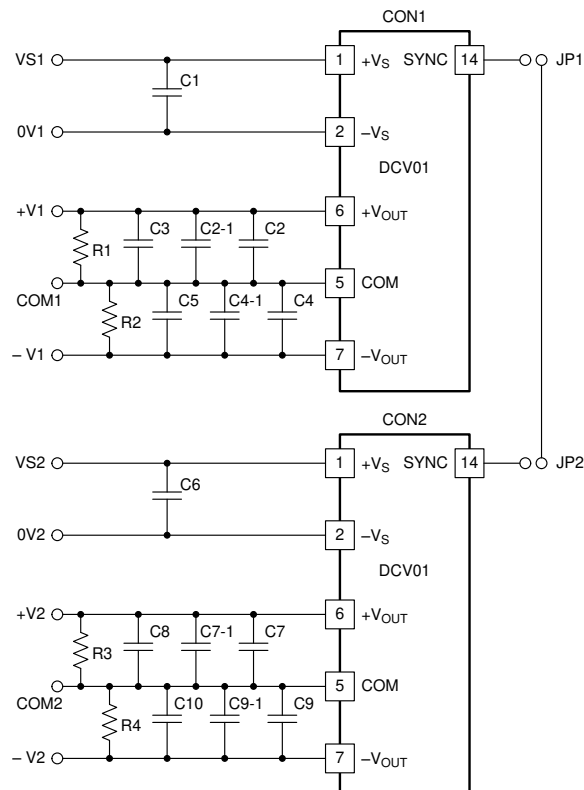 CON1
VS1
1
+VS
SYNC
14
JP1
C1
0V1
2
–VS
DCV01
+V1
6
+VOUT
R1
C3
C2-1
C2
COM1
5
COM
R2
C5
C4-1
C4
– V1
7
–VOUT
CON2
VS2
1
+VS
SYNC
14
JP2
C6
0V2
2
–VS
DCV01
+V2
6
+VOUT
R3
C8
C7-1
C7
COM2
5
COM
R4
C10
C9-1
C9
– V2
7
–VOUT